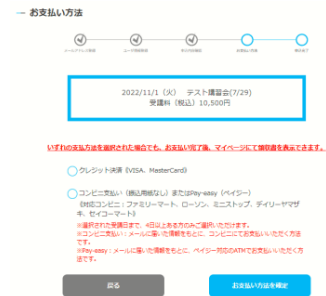 お支払い方法
メールアドレス登録 ユーザ情報登録 申込内容確認 お支払い方法 申込完了
2022/11/1（火） テスト講習会(7/29)
受講料（税込）10,500円
いずれの支払方法を選択された場合でも、お支払い完了後、マイページにて領収書を表示できます。
クレジット決済《VISA、MasterCard》
コンビニ支払い（振込用紙なし）またはPay-easy（ペイジー）
《対応コンビニ：ファミリーマート、ローソン、ミニストップ、デイリーヤマザ
キ、セイコーマート》
※選択された受講日まで、4日以上ある方のみご選択いただけます。
※コンビニ支払い：メールに届いた情報をもとに、コンビニにてお支払いいただく方法
です。
※Pay-easy：メールに届いた情報をもとに、ペイジー対応のATMでお支払いいただく方
法です。
戻る お支払い方法を確定